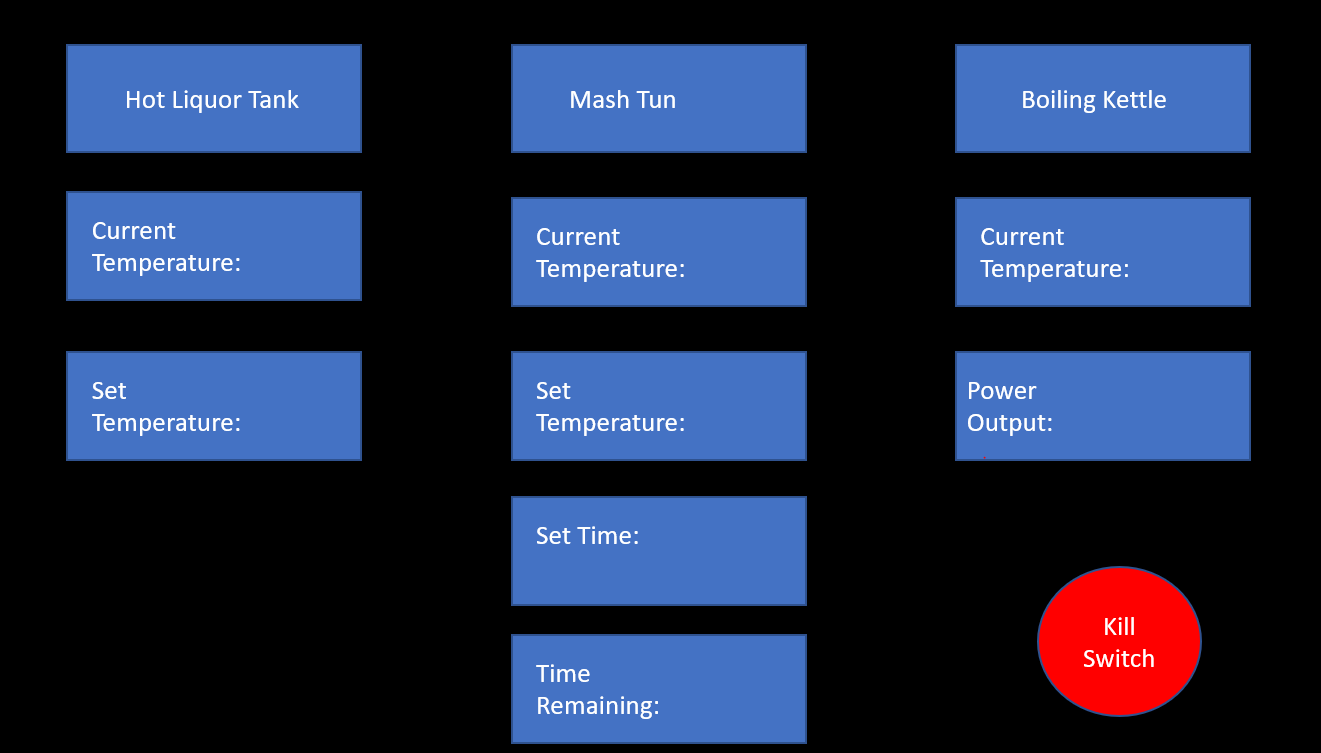 Hot Liquor Tank
Mash Tun
Boiling Kettle
Current
Temperature:
Current
Temperature:
Current
Temperature:
Set
Temperature:
Set
Temperature:
Power
Output:
Set Time:
Kill
Switch
Time
Remaining: